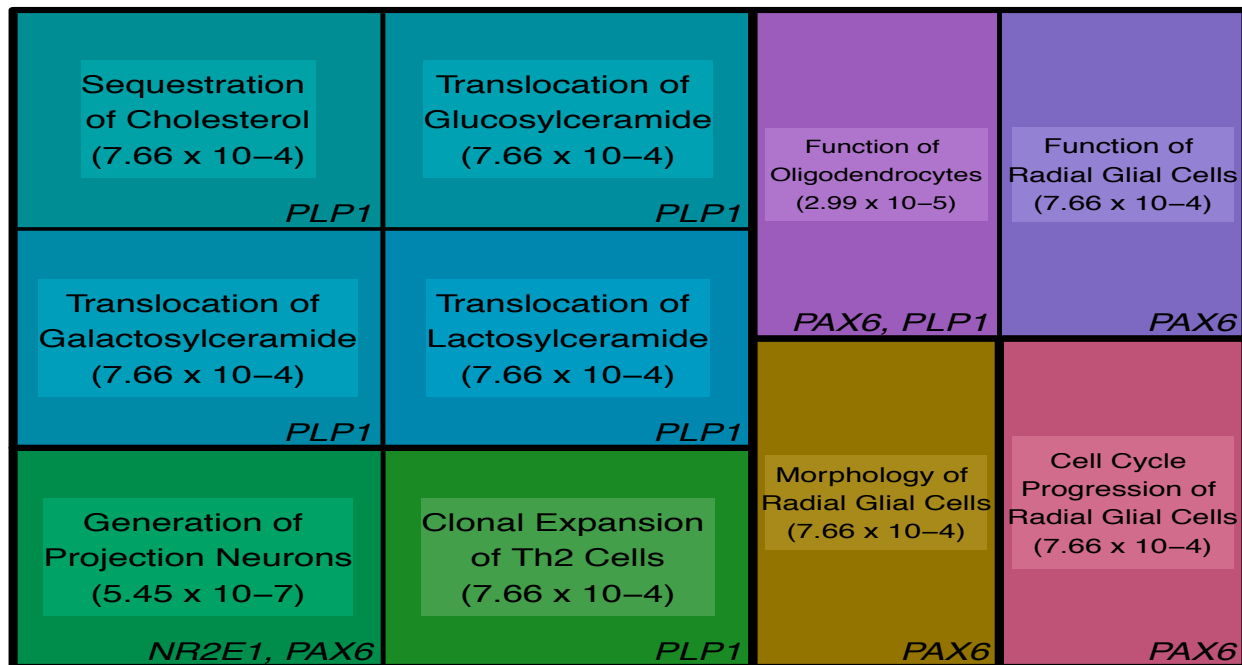 Sequestration
of Cholesterol
(7.66 x 10−4)
PLP1
Translocation of
Glucosylceramide
(7.66 x 10−4)
PLP1
Function of
Oligodendrocytes
(2.99 x 10−5)
PAX6, PLP1
Function of
Radial Glial Cells
(7.66 x 10−4)
PAX6
Translocation of
Galactosylceramide
(7.66 x 10−4)
PLP1
Translocation of
Lactosylceramide
(7.66 x 10−4)
PLP1
Generation of
Projection Neurons
(5.45 x 10−7)
NR2E1, PAX6
Clonal Expansion
of Th2 Cells
(7.66 x 10−4)
PLP1
Morphology of
Radial Glial Cells
(7.66 x 10−4)
PAX6
Cell Cycle
Progression of
Radial Glial Cells
(7.66 x 10−4)
PAX6